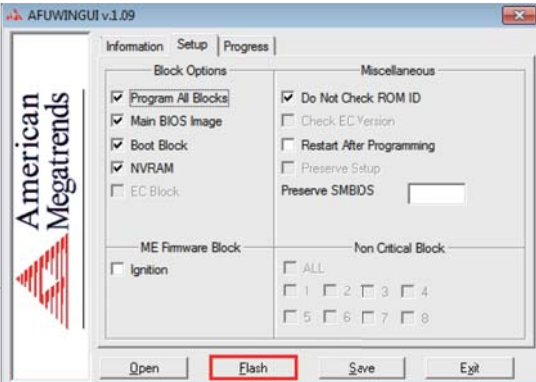 AFUWINGUI v.1.09
American
Megatrends
Information Setup Progress
Block Options
Program All Blocks
Main BIOS Image
Boot Block
NVRAM
EC Block
Miscellaneous
Do Not Check ROM ID
Check EC Version
Restart After Programming
Preserve Setup
Preserve SMBIOS
ME Firmware Block
Ignition
Non Critical Block
ALL
1 2 3 4
5 6 7 8
Open Flash Save Exit